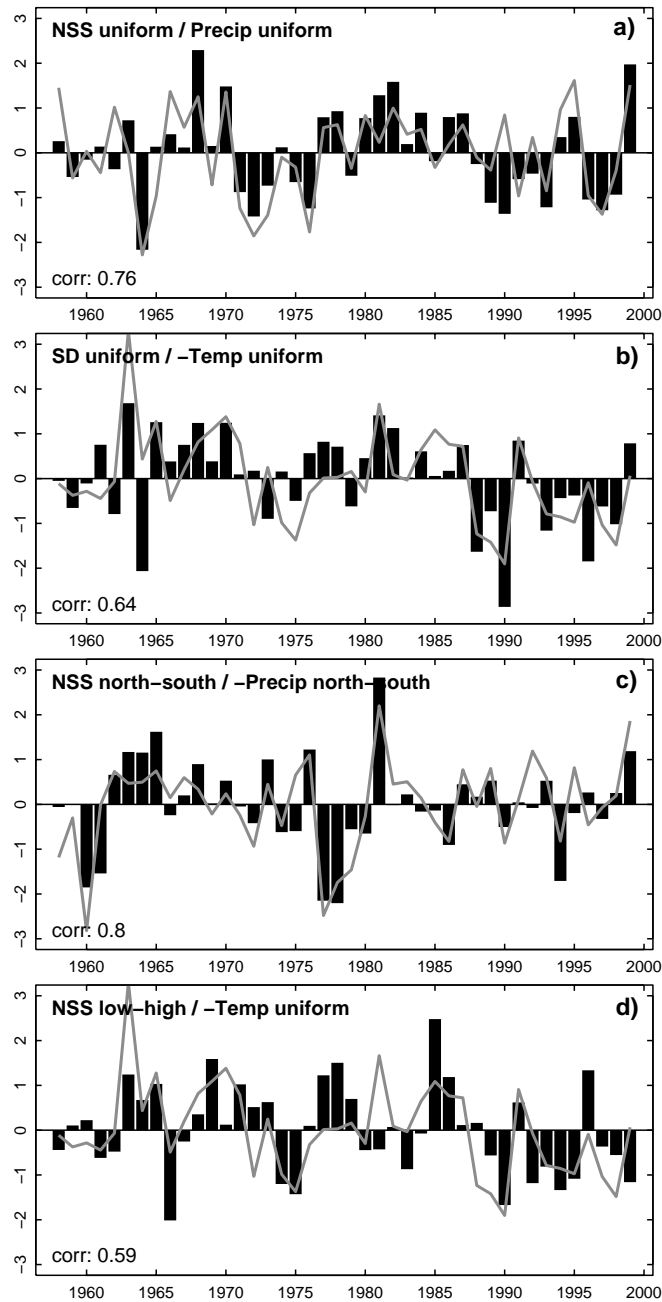 NSS uniform / Precip uniform
a)
3
2
1
0
−1
−2
−3
corr: 0.76
1960 1965 1970 1975 1980 1985 1990 1995 2000
SD uniform / −Temp uniform
b)
3
2
1
0
−1
−2
−3
corr: 0.64
1960 1965 1970 1975 1980 1985 1990 1995 2000
NSS north−south / −Precip north−south
c)
3
2
1
0
−1
−2
−3
corr: 0.8
1960 1965 1970 1975 1980 1985 1990 1995 2000
NSS low−high / −Temp uniform
d)
3
2
1
0
−1
−2
−3
corr: 0.59
1960 1965 1970 1975 1980 1985 1990 1995 2000